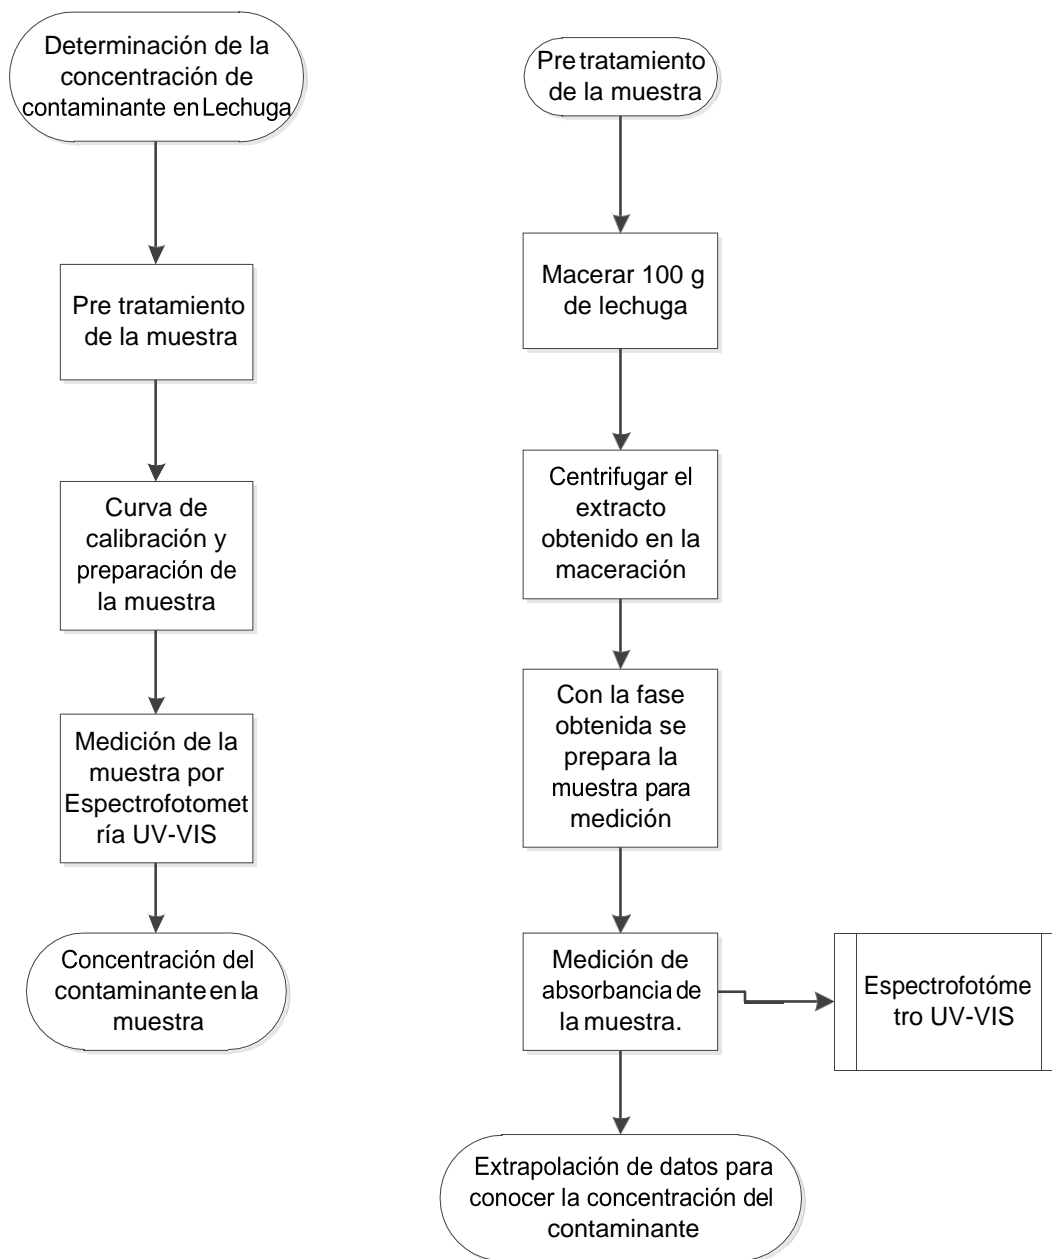 Determinación de la
concentración de
contaminante en Lechuga
Pre tratamiento
de la muestra
Curva de
calibración y
preparación de
la muestra
Medición de la
muestra por
Espectrofotomet
ría UV-VIS
Concentración del
contaminante en la
muestra
Pre tratamiento
de la muestra
Macerar 100 g
de lechuga
Centrifugar el
extracto
obtenido en la
maceración
Con la fase
obtenida se
prepara la
muestra para
medición
Medición de
absorbancia de
la muestra.
Espectrofotóme
tro UV-VIS
Extrapolación de datos para
conocer la concentración del
contaminante